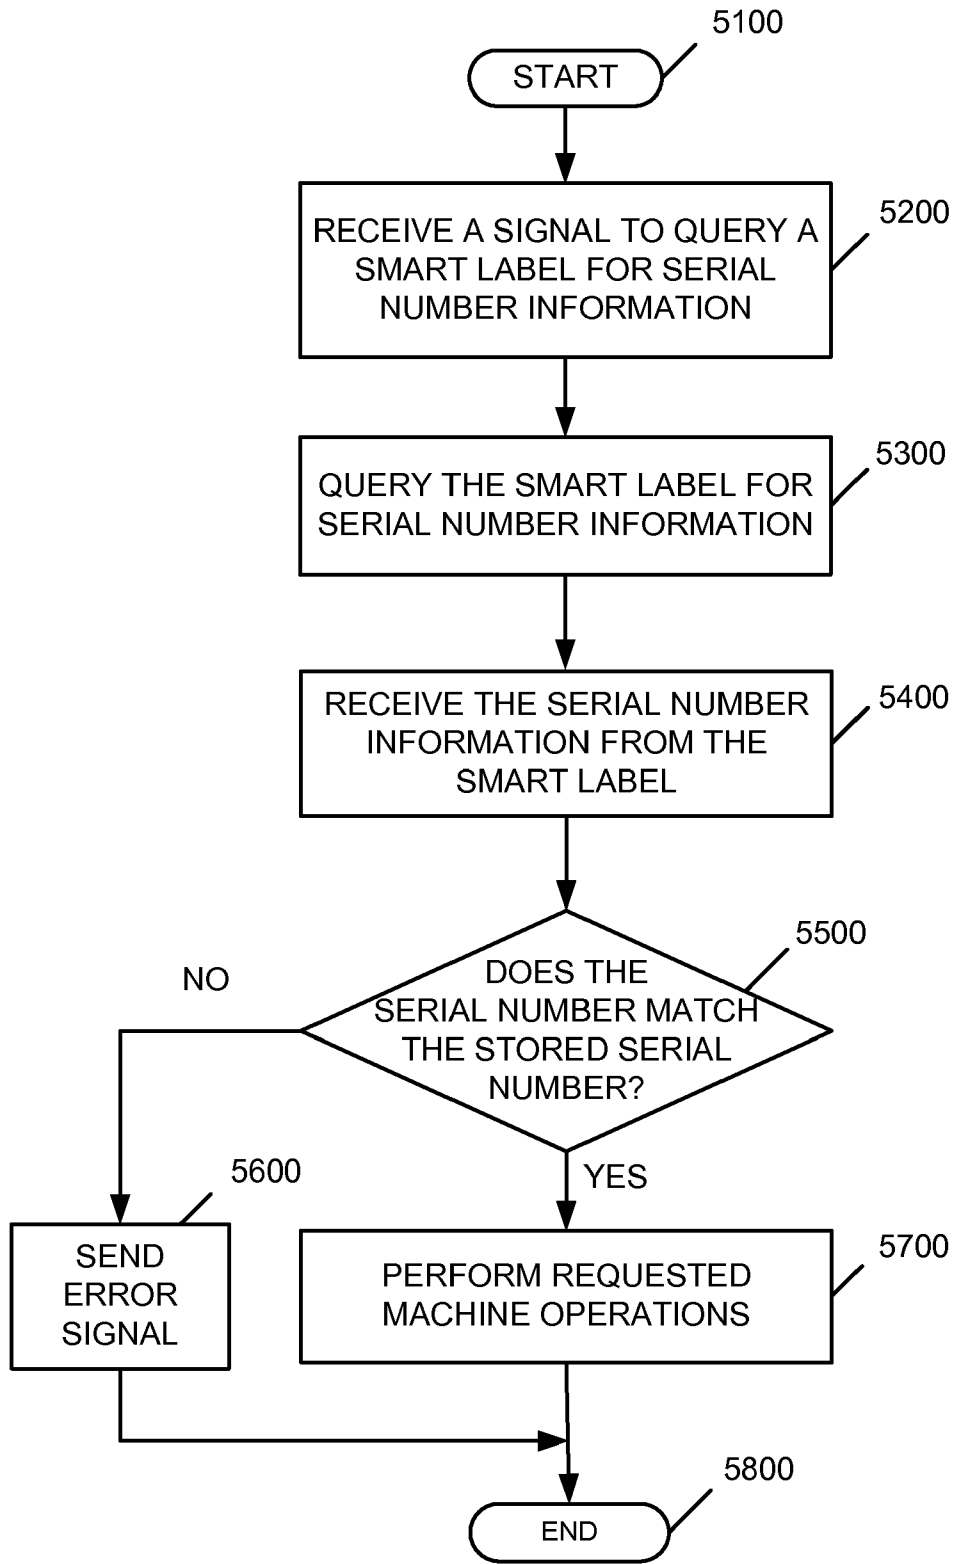 5100
START
5200
RECEIVE A SIGNAL TO QUERY A
SMART LABEL FOR SERIAL
NUMBER INFORMATION
5300
QUERY THE SMART LABEL FOR
SERIAL NUMBER INFORMATION
5400
RECEIVE THE SERIAL NUMBER
INFORMATION FROM THE
SMART LABEL
5500
DOES THE
SERIAL NUMBER MATCH
THE STORED SERIAL
NUMBER?
NO
YES
5600
SEND
ERROR
SIGNAL
5700
PERFORM REQUESTED
MACHINE OPERATIONS
5800
END